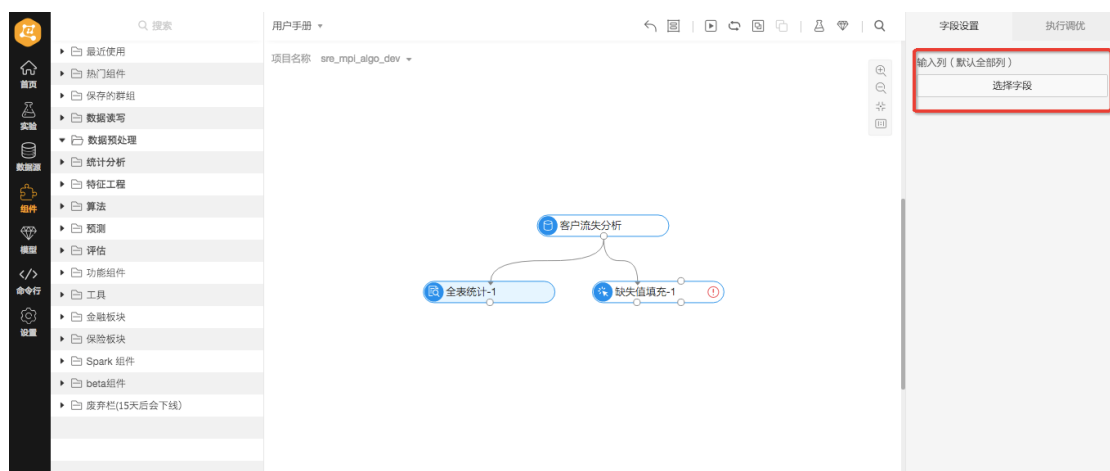 搜索
用户手册
字段设置
执行调优
首页
实验
数据源
组件
模型
</>
命令行
设置
最近使用
热门组件
保存的群组
数据读写
数据预处理
统计分析
特征工程
算法
预测
评估
功能组件
工具
金融板块
保险板块
Spark 组件
beta组件
废弃栏(15天后会下线)
项目名称 sre_mpi_algo_dev
客户流失分析
全表统计-1
缺失值填充-1
输入列 ( 默认全部列 )
选择字段